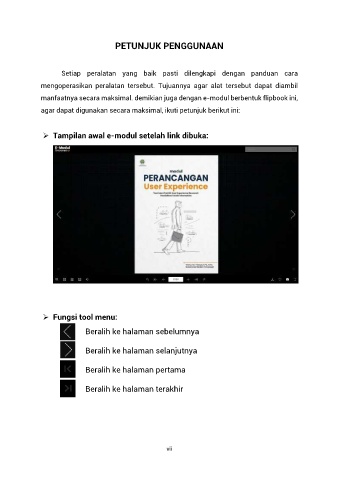 PETUNJUK PENGGUNAAN
Setiap peralatan yang baik pasti dilengkapi dengan panduan cara
mengoperasikan peralatan tersebut. Tujuannya agar alat tersebut dapat diambil
manfaatnya secara maksimal. demikian juga dengan e-modul berbentuk flipbook ini,
agar dapat digunakan secara maksimal, ikuti petunjuk berikut ini:
➢ Tampilan awal e-modul setelah link dibuka:
E-Modul
modul
PERANCANGAN
User Experience
➢ Fungsi tool menu:
Beralih ke halaman sebelumnya
Beralih ke halaman selanjutnya
Beralih ke halaman pertama
Beralih ke halaman terakhir
vii